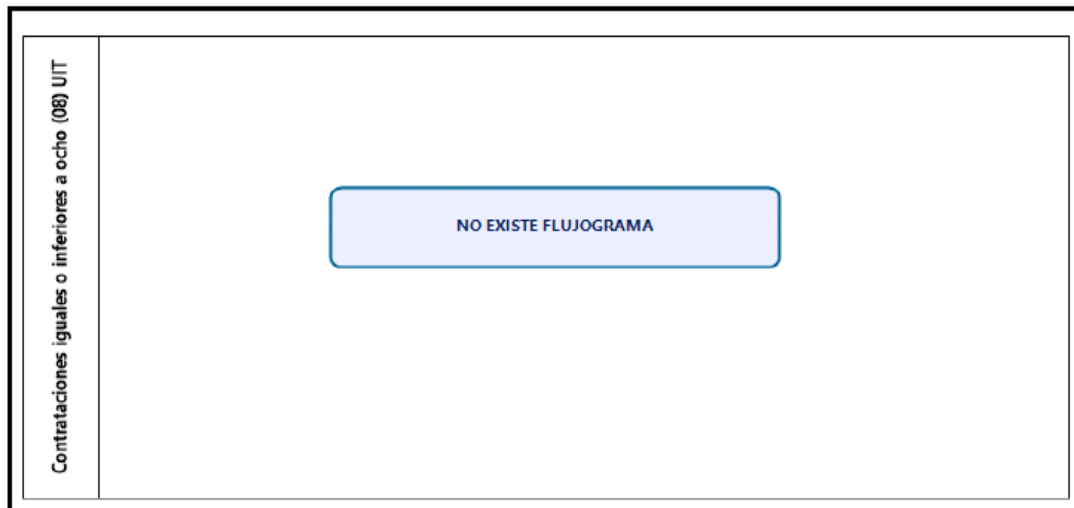 Contrataciones iguales o inferiores a ocho (08) UIT
NO EXISTE FLUJOGRAMA